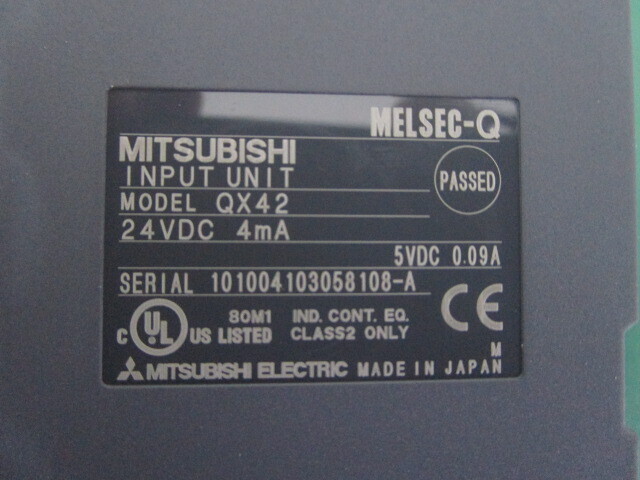 MELSEC-Q
MITSUBISHI
INPUT UNIT
PASSED
MODEL QX42
24VDC 4mA
5VDC 0.09A
SERIAL 101004103058108-A
C UL US LISTED
80M1 IND. CONT. EQ.
CLASS2 ONLY
CE
M
MITSUBISHI ELECTRIC MADE IN JAPAN